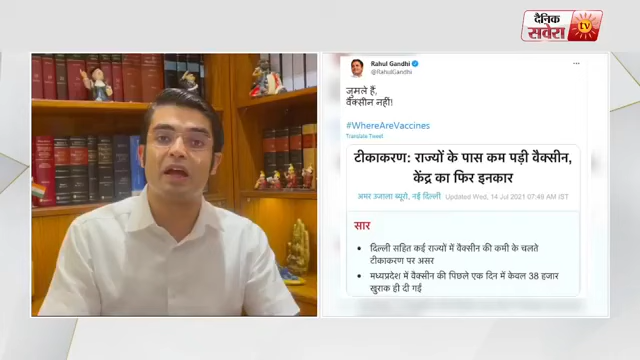 दैनिक
सवेरा tv
Rahul Gandhi
@RahulGandhi
जुमले हैं,
वैक्सीन नहीं!
#WhereAreVaccines
Translate Tweet
टीकाकरण: राज्यों के पास कम पड़ी वैक्सीन,
केंद्र का फिर इनकार
अमर उजाला ब्यूरो, नई दिल्ली Updated Wed, 14 Jul 2021 07:49 AM IST
सार
• दिल्ली सहित कई राज्यों में वैक्सीन की कमी के चलते
टीकाकरण पर असर
• मध्यप्रदेश में वैक्सीन की पिछले एक दिन में केवल 38 हजार
खुराक ही दी गई